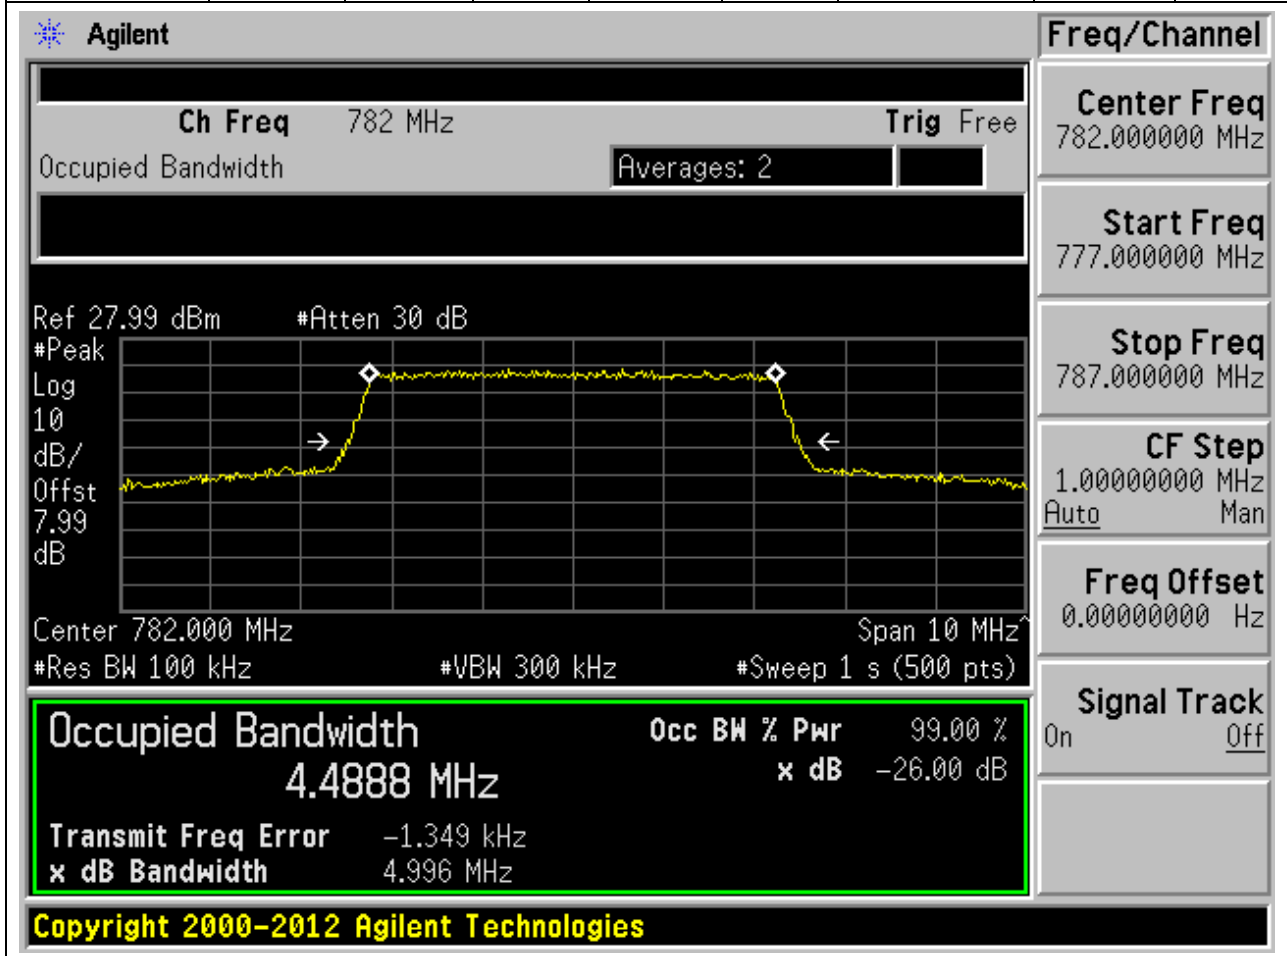 Agilent
Freq/Channel
Ch Freq 782 MHz Trig Free
Occupied Bandwidth Averages: 2
Center Freq
782.000000 MHz
Start Freq
777.000000 MHz
Stop Freq
787.000000 MHz
CF Step
1.00000000 MHz
Auto Man
Freq Offset
0.00000000 Hz
Signal Track
On Off
Ref 27.99 dBm #Atten 30 dB
#Peak
Log
10
dB/
Offst
7.99
dB
Center 782.000 MHz Span 10 MHz^
#Res BW 100 kHz #VBW 300 kHz #Sweep 1 s (500 pts)
Occupied Bandwidth Occ BW % Pwr 99.00 %
4.4888 MHz x dB -26.00 dB
Transmit Freq Error -1.349 kHz
x dB Bandwidth 4.996 MHz
Copyright 2000-2012 Agilent Technologies